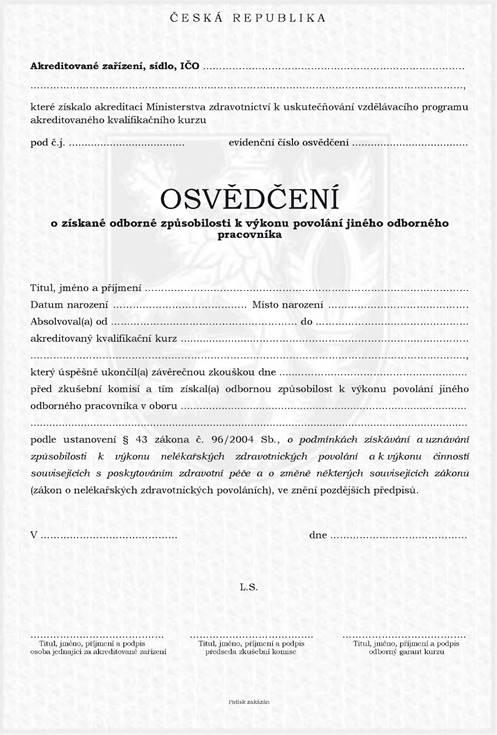 ČESKÁ REPUBLIKA
Akreditované zařízení, sídlo, IČO ................................................................................
..................................................................................................................................,
které získalo akreditaci Ministerstva zdravotnictví k uskutečňování vzdělávacího programu
akreditovaného kvalifikačního kurzu
pod č.j. ................................... evidenční číslo osvědčení ...................................
OSVĚDČENÍ
o získané odborné způsobilosti k výkonu povolání jiného odborného
pracovníka
Titul, jméno a příjmení .................................................................................................
Datum narození ........................................ Místo narození ..........................................
Absolvoval(a) od ........................................................ do ..............................................
akreditovaný kvalifikační kurz .......................................................................................
..................................................................................................................................,
který úspěšně ukončil(a) závěrečnou zkouškou dne ........................................................
před zkušební komisí a tím získal(a) odbornou způsobilost k výkonu povolání jiného
odborného pracovníka v oboru .......................................................................................
...................................................................................................................................
podle ustanovení § 43 zákona č. 96/2004 Sb., o podmínkách získávání a uznávání
způsobilosti k výkonu nelékařských zdravotnických povolání a k výkonu činností
souvisejících s poskytováním zdravotní péče a o změně některých souvisejících zákonů
(zákon o nelékařských zdravotnických povoláních), ve znění pozdějších předpisů.
V ......................................... dne .........................................
L.S.
........................................ ..................................... .....................................
Titul, jméno, příjmení a podpis Titul, jméno, příjmení a podpis Titul, jméno, příjmení a podpis
osoba jednající za akreditované zařízení předseda zkušební komise odborný garant kurzu
Přetisk zakázán